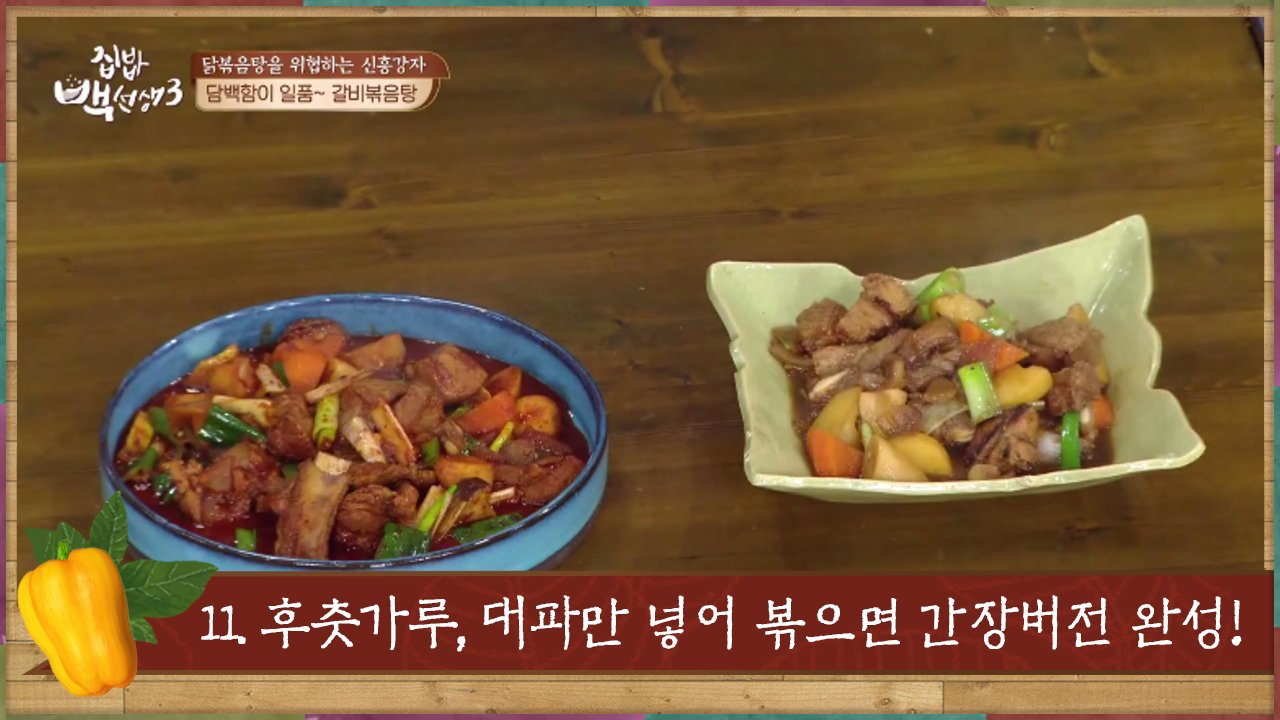 집밥
백선생3
닭볶음탕을 위협하는 신흥강자
담백함이 일품~ 갈비볶음탕
11. 후춧가루, 대파만 넣어 볶으면 간장버전 완성!